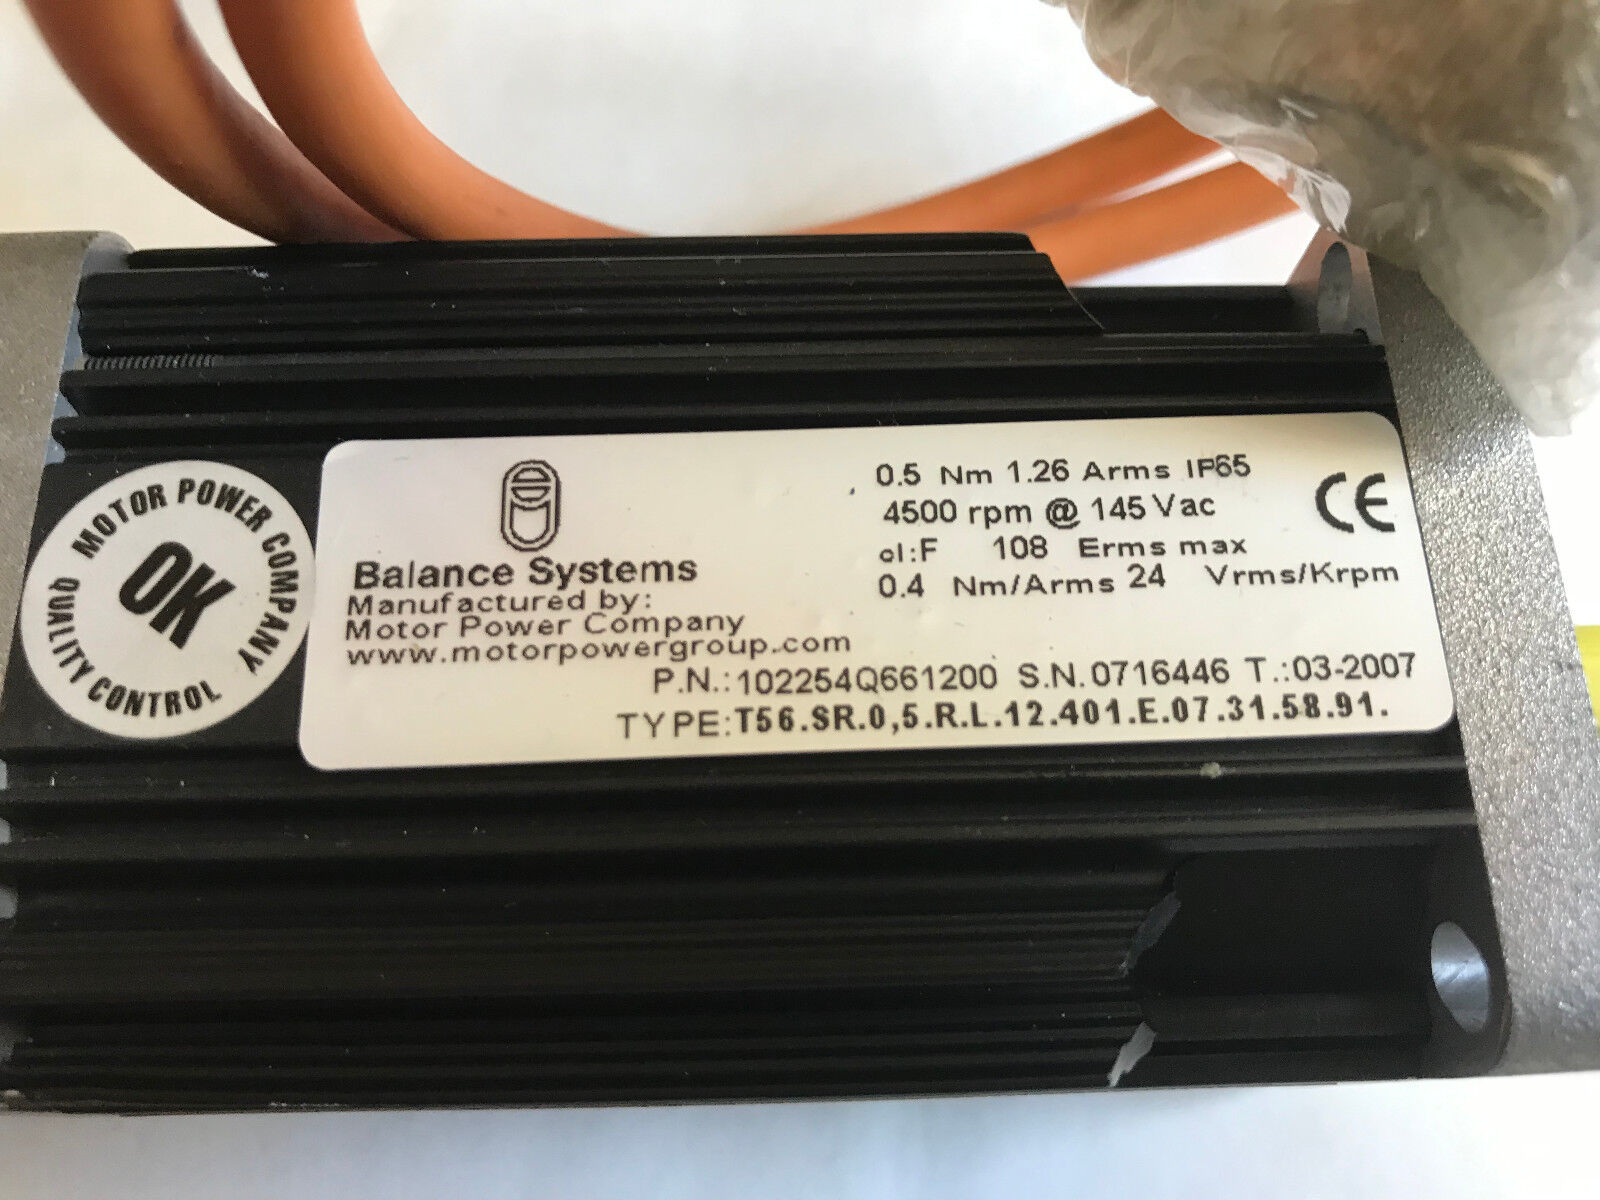 MOTOR POWER COMPANY
OK
QUALITY CONTROL
Balance Systems
Manufactured by:
Motor Power Company
www.motorpowergroup.com
0.5 Nm 1.26 Arms IP65
4500 rpm @ 145 Vac
cl:F 108 Erms max
0.4 Nm/Arms 24 Vrms/Krpm
CE
P.N.:102254Q661200 S.N.0716446 T.:03-2007
TYPE:T56.SR.0,5.R.L.12.401.E.07.31.58.91.